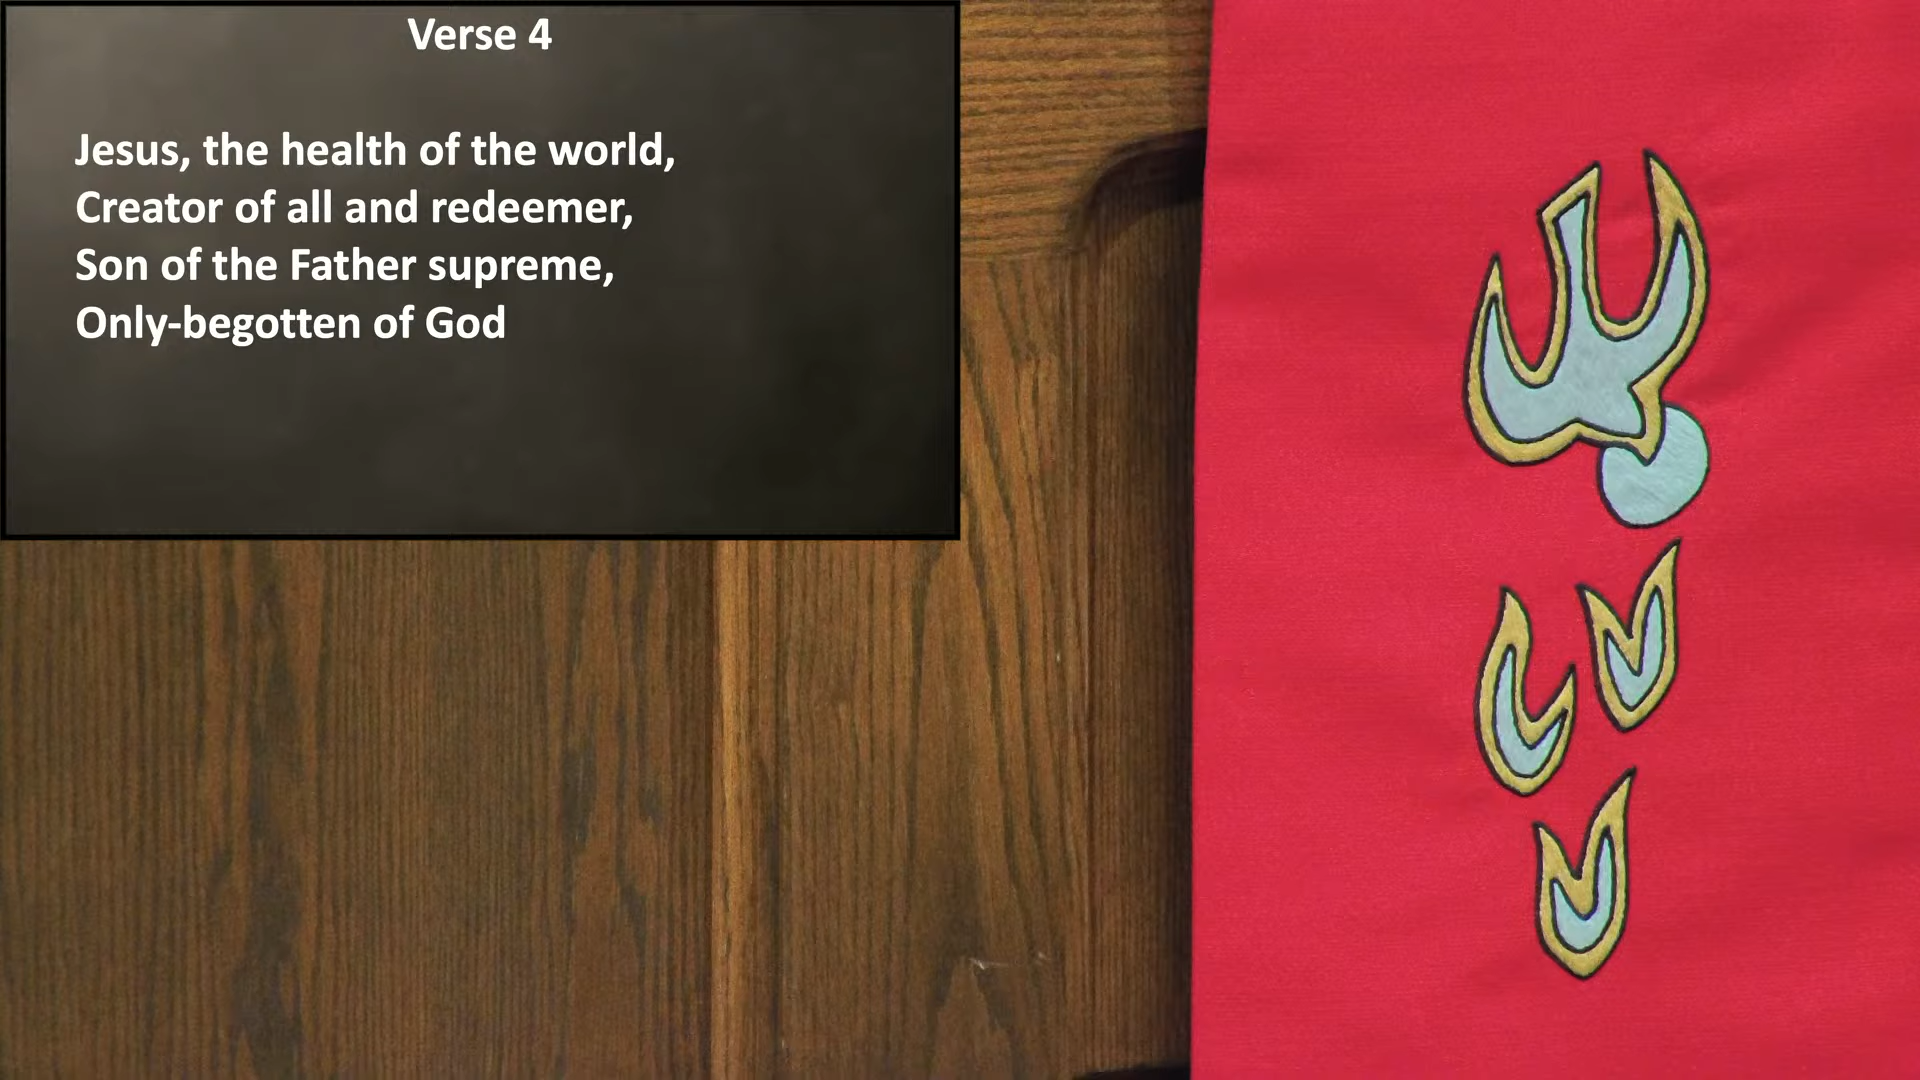 Verse 4
Jesus, the health of the world,
Creator of all and redeemer,
Son of the Father supreme,
Only-begotten of God